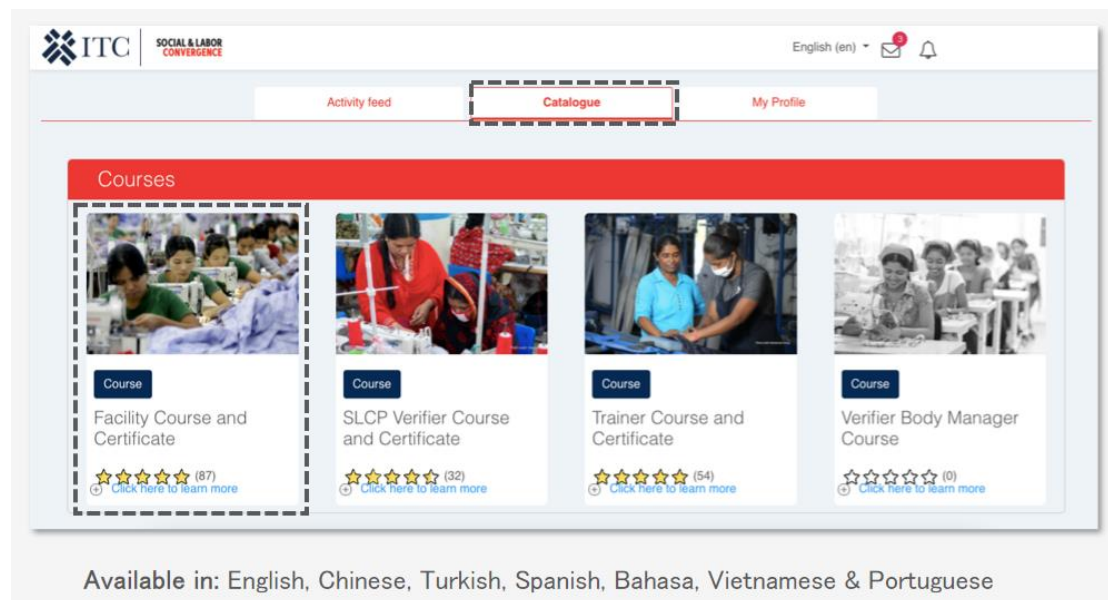 ITC
SOCIAL & LABOR
CONVERGENCE
English (en)
3
Activity feed
Catalogue
My Profile
Courses
Course
Facility Course and
Certificate
(87)
Click here to learn more
Course
SLCP Verifier Course
and Certificate
(32)
Click here to learn more
Course
Trainer Course and
Certificate
(54)
Click here to learn more
Course
Verifier Body Manager
Course
(0)
Click here to learn more
Available in: English, Chinese, Turkish, Spanish, Bahasa, Vietnamese & Portuguese